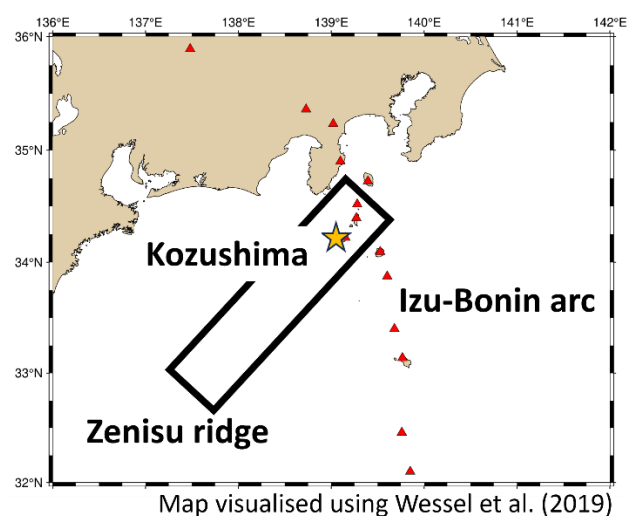 136°E 137°E 138°E 139°E 140°E 141°E 142°E
36°N
35°N
Kozushima
34°N
Izu-Bonin arc
33°N
Zenisu ridge
32°N
Map visualised using Wessel et al. (2019)